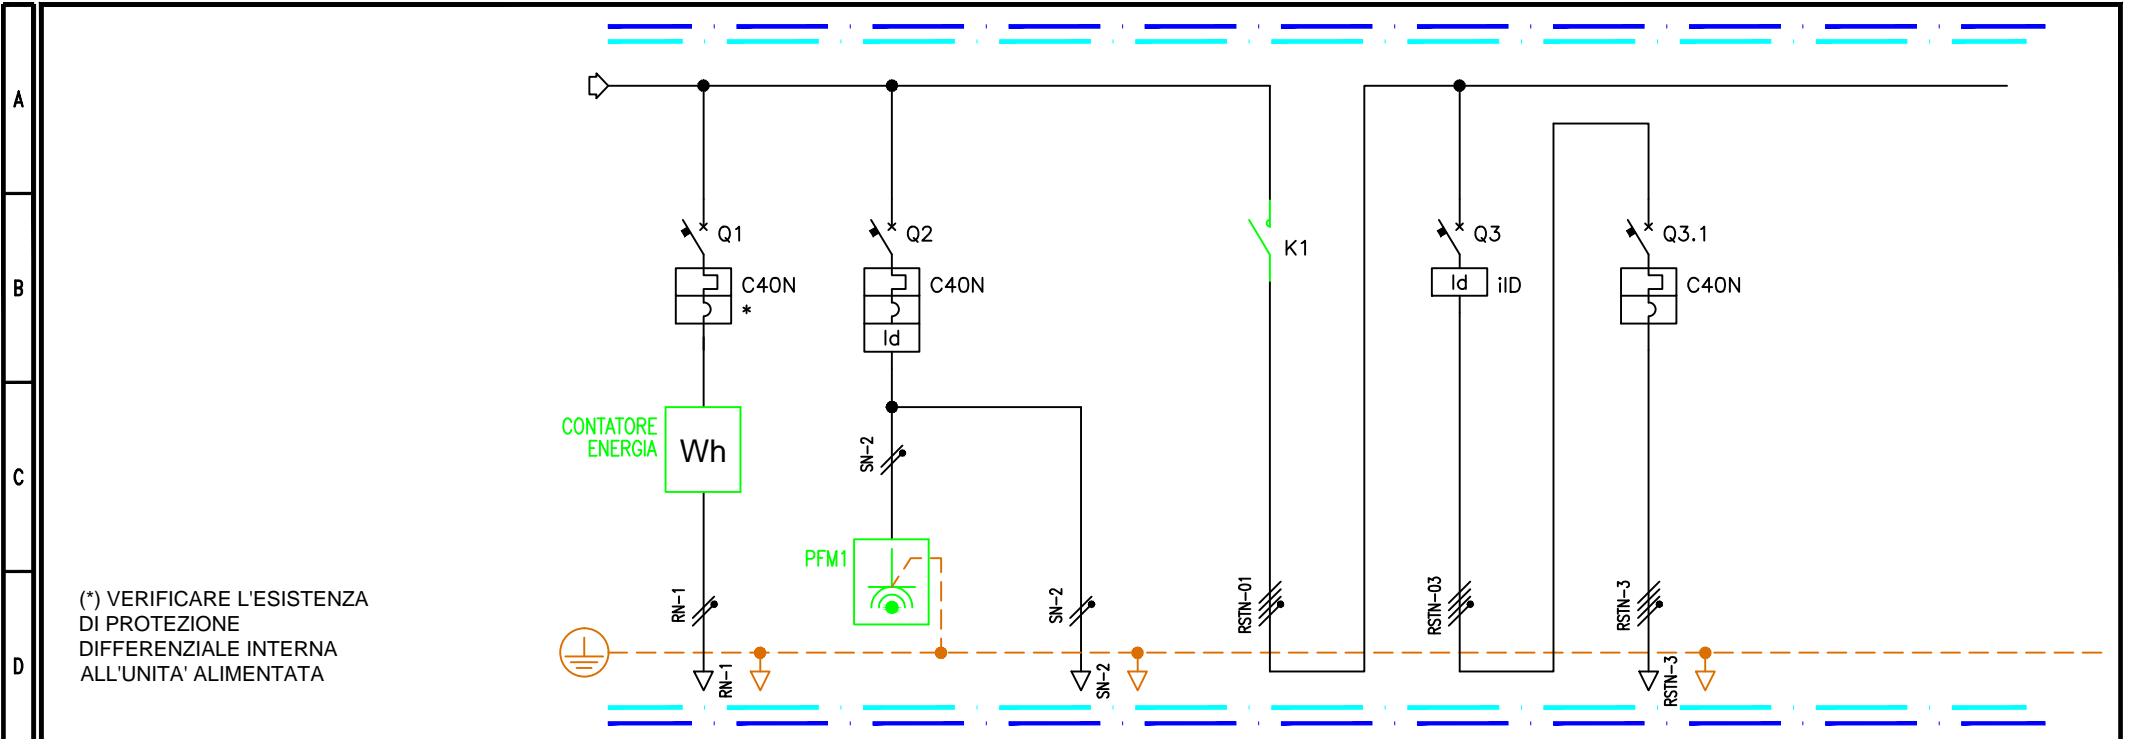 A
B
C
D
Q1
C40N
*
Q2
C40N
Id
K1
Q3
Id
iID
Q3.1
C40N
CONTATORE
ENERGIA
Wh
SN-2
PFM1
RN-1
SN-2
RSTN-01
RSTN-03
RSTN-3
RN-1
SN-2
RSTN-3
(*) VERIFICARE L'ESISTENZA
DI PROTEZIONE
DIFFERENZIALE INTERNA
ALL'UNITA' ALIMENTATA